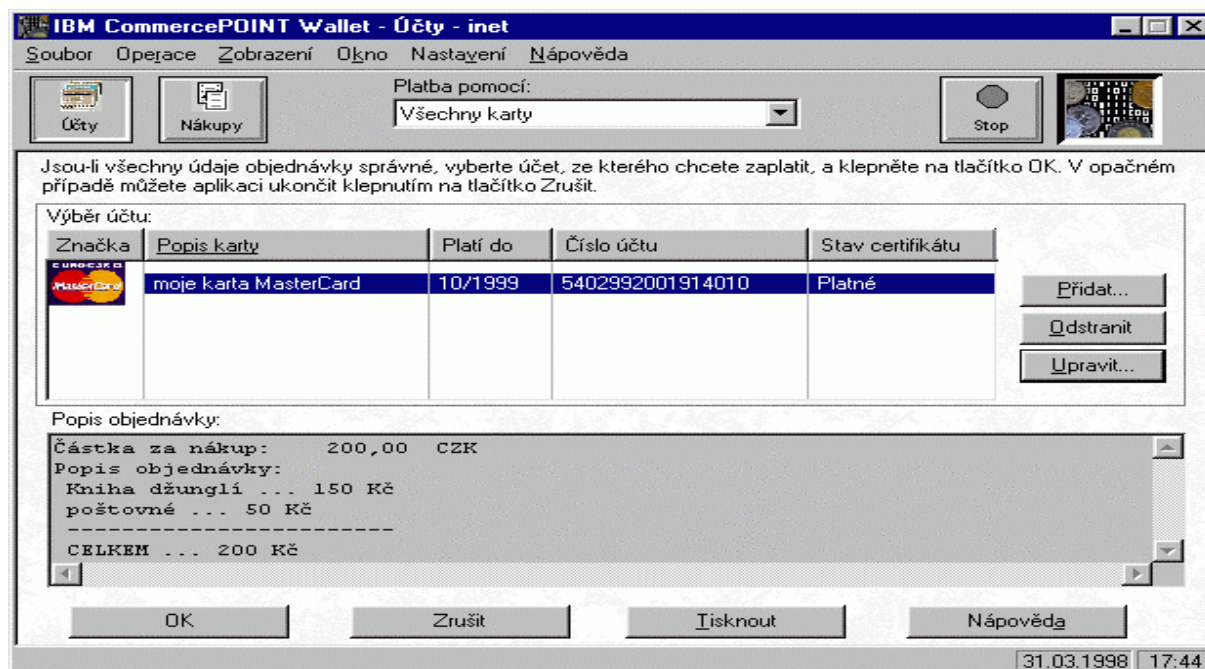 IBM CommercePOINT Wallet - Účty - inet
Soubor Operace Zobrazení Okno Nastavení Nápověda
Platba pomocí:
Účty Nákupy Všechny karty Stop
Jsou-li všechny údaje objednávky správné, vyberte účet, ze kterého chcete zaplatit, a klepněte na tlačítko OK. V opačném
případě můžete aplikaci ukončit klepnutím na tlačítko Zrušit.
Výběr účtu:
Značka Popis karty Platí do Číslo účtu Stav certifikátu
EUROCARD
MasterCard moje karta MasterCard 10/1999 5402992001914010 Platné
Přidat...
Odstranit
Upravit...
Popis objednávky:
Částka za nákup: 200,00 CZK
Popis objednávky:
Kniha džunglí ... 150 Kč
poštovné ... 50 Kč
-------------------------
CELKEM ... 200 Kč
OK Zrušit Tisknout Nápověda
31.03.1998 17:44